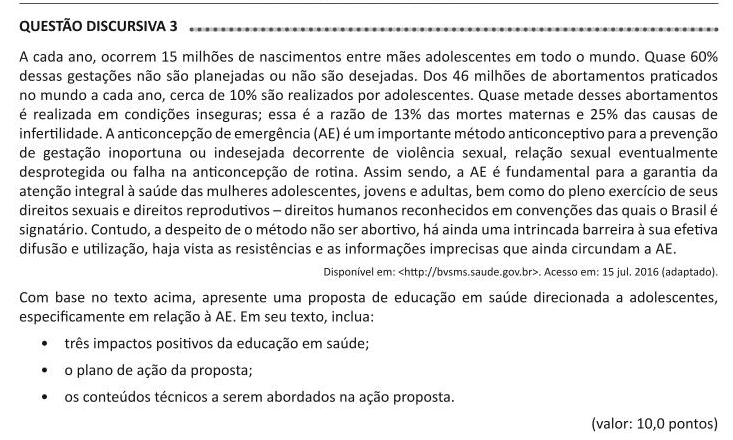 QUESTÃO DISCURSIVA 3
A cada ano, ocorrem 15 milhões de nascimentos entre mães adolescentes em todo o mundo. Quase 60%
dessas gestações não são planejadas ou não são desejadas. Dos 46 milhões de abortamentos praticados
no mundo a cada ano, cerca de 10% são realizados por adolescentes. Quase metade desses abortamentos
é realizada em condições inseguras; essa é a razão de 13% das mortes maternas e 25% das causas de
infertilidade. A anticoncepção de emergência (AE) é um importante método anticonceptivo para a prevenção
de gestação inoportuna ou indesejada decorrente de violência sexual, relação sexual eventualmente
desprotegida ou falha na anticoncepção de rotina. Assim sendo, a AE é fundamental para a garantia da
atenção integral à saúde das mulheres adolescentes, jovens e adultas, bem como do pleno exercício de seus
direitos sexuais e direitos reprodutivos – direitos humanos reconhecidos em convenções das quais o Brasil é
signatário. Contudo, a despeito de o método não ser abortivo, há ainda uma intrincada barreira à sua efetiva
difusão e utilização, haja vista as resistências e as informações imprecisas que ainda circundam a AE.
Disponível em: <http://bvsms.saude.gov.br>. Acesso em: 15 jul. 2016 (adaptado).
Com base no texto acima, apresente uma proposta de educação em saúde direcionada a adolescentes,
especificamente em relação à AE. Em seu texto, inclua:
• três impactos positivos da educação em saúde;
• o plano de ação da proposta;
• os conteúdos técnicos a serem abordados na ação proposta.
(valor: 10,0 pontos)